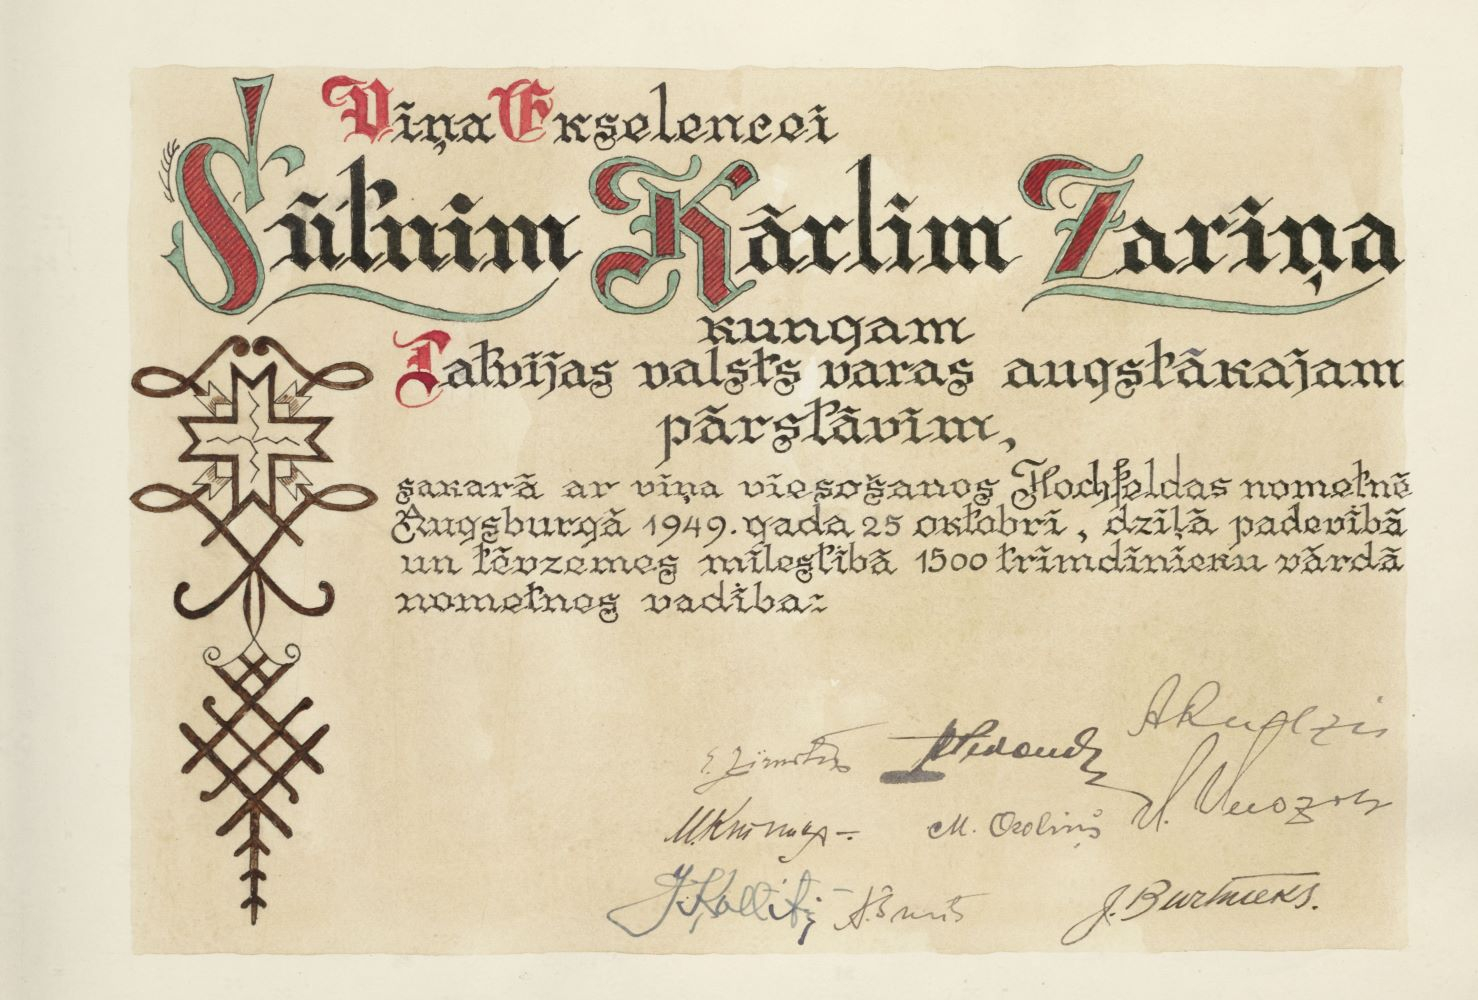 Viņa Ekselencei
Sūtnim Kārlim Zariņa
kungam
Latvijas valsts varas augstākajam
pārstāvim,
sakarā ar viņa viesošanos Hochfeldas nometnē
Augsburgā 1949. gada 25 oktobrī, dziļā padevībā
un tēvzemes mīlestībā 1500 trimdinieku vārdā
nometnes vadība:
M. Ozoliņš
J. Burtnieks.